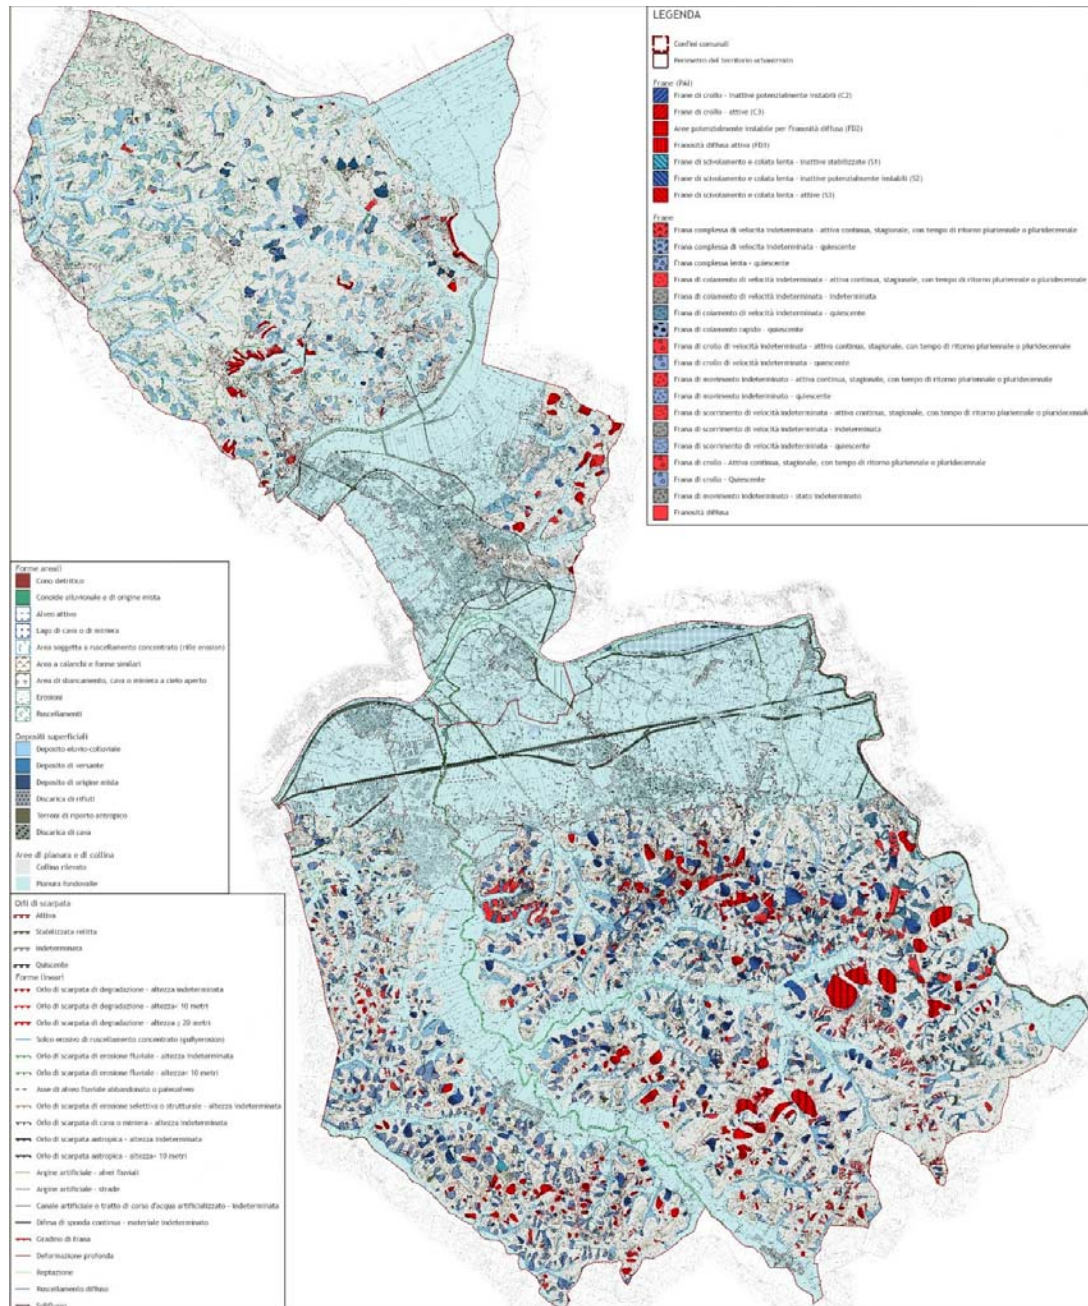 LEGENDA
Confini comunali
Perimetro del territorio urbanizzato
Frane (PAI)
Frane di crollo - inattive potenzialmente instabili (C2)
Frane di crollo - attive (C3)
Aree potenzialmente instabile per franosità diffusa (FD2)
Franosità diffusa attiva (FD3)
Frane di scivolamento e colata lenta - inattive stabilizzate (S1)
Frane di scivolamento e colata lenta - inattive potenzialmente instabili (S2)
Frane di scivolamento e colata lenta - attive (S3)
Frane
Frana complessa di velocità indeterminata - attiva continua, stagionale, con tempo di ritorno pluriennale o pluridecennale
Frana complessa di velocità indeterminata - quiescente
Frana complessa lenta - quiescente
Frana di colamento di velocità indeterminata - attiva continua, stagionale, con tempo di ritorno pluriennale o pluridecennale
Frana di colamento di velocità indeterminata - indeterminata
Frana di colamento di velocità indeterminata - quiescente
Frana di colamento rapido - quiescente
Frana di crollo di velocità indeterminata - attiva continua, stagionale, con tempo di ritorno pluriennale o pluridecennale
Frana di crollo di velocità indeterminata - quiescente
Frana di movimento indeterminato - attiva continua, stagionale, con tempo di ritorno pluriennale o pluridecennale
Frana di movimento indeterminato - quiescente
Frana di scorrimento di velocità indeterminata - attiva continua, stagionale, con tempo di ritorno pluriennale o pluridecennale
Frana di scorrimento di velocità indeterminata - indeterminata
Frana di scorrimento di velocità indeterminata - quiescente
Frana di crollo - Attiva continua, stagionale, con tempo di ritorno pluriennale o pluridecennale
Frana di crollo - Quiescente
Frana di movimento indeterminato - stato indeterminato
Franosità diffusa
Forme areali
Cono detritico
Conoide alluvionale e di origine mista
Alveo attivo
Lago di cava o di miniera
Area soggetta a ruscellamento concentrato (rille erosion)
Area a calanchi e forme similari
Area di sbancamento, cava o miniera a cielo aperto
Erosioni
Ruscellamenti
Depositi superficiali
Deposito eluvio-colluviale
Deposito di versante
Deposito di origine mista
Discarica di rifiuti
Terreni di riporto antropico
Discarica di cava
Aree di pianura e di collina
Collina rilevato
Pianura fondovalle
Orli di scarpata
Attiva
Stabilizzata relitta
Indeterminata
Quiescente
Forme lineari
Orlo di scarpata di degradazione - altezza indeterminata
Orlo di scarpata di degradazione - altezza< 10 metri
Orlo di scarpata di degradazione - altezza ≥ 20 metri
Solco erosivo di ruscellamento concentrato (gullyerosion)
Orlo di scarpata di erosione fluviale - altezza indeterminata
Orlo di scarpata di erosione fluviale - altezza< 10 metri
Asse di alveo fluviale abbandonato o paleoalveo
Orlo di scarpata di erosione selettiva o strutturale - altezza indeterminata
Orlo di scarpata di cava o miniera - altezza indeterminata
Orlo di scarpata antropica - altezza indeterminata
Orlo di scarpata antropica - altezza< 10 metri
Argine artificiale - alvei fluviali
Argine artificiale - strade
Canale artificiale o tratto di corso d'acqua artificializzato - indeterminata
Difesa di sponda continua - materiale indeterminato
Gradino di frana
Deformazione profonda
Reptazione
Ruscellamento diffuso